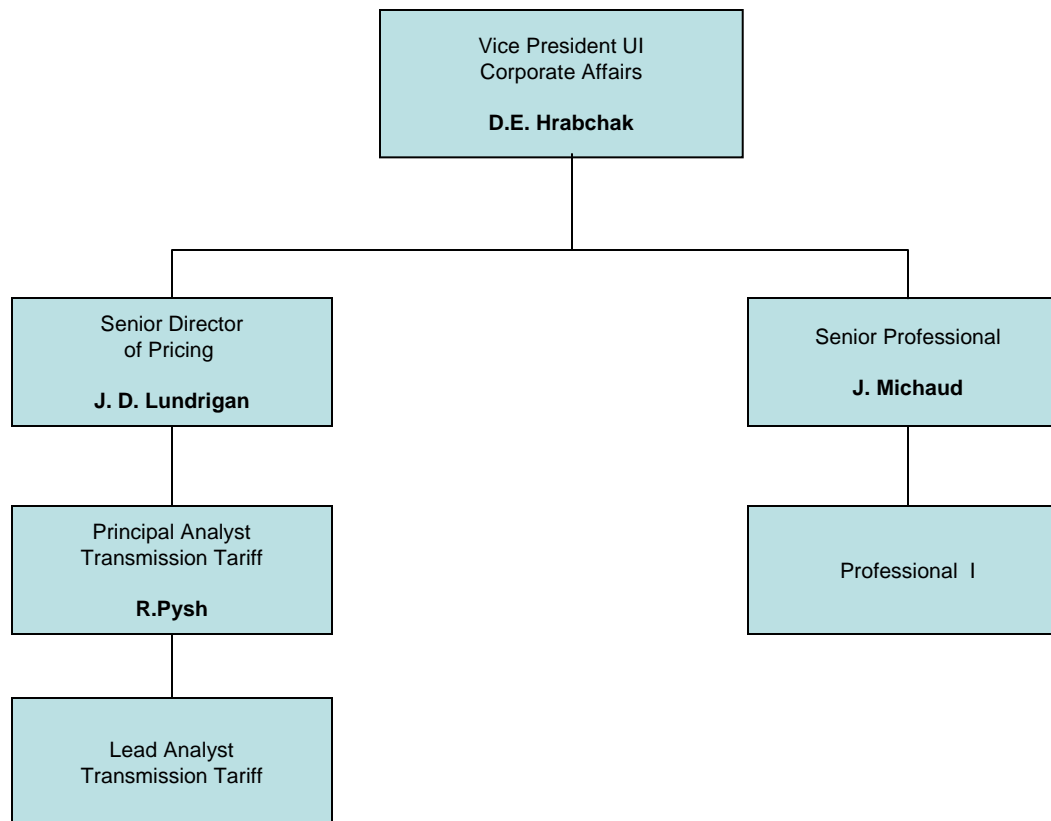 Vice President UI
Corporate Affairs
D.E. Hrabchak
Senior Director
of Pricing
J. D. Lundrigan
Senior Professional
J. Michaud
Principal Analyst
Transmission Tariff
R.Pysh
Professional  I
Lead Analyst
Transmission Tariff